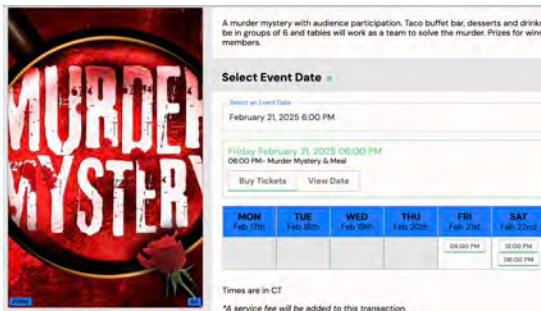 MURDER
MYSTERY
EVENT
A murder mystery with audience participation. Taco buffet bar, desserts and drinks
be in groups of 6 and tables will work as a team to solve the murder. Prizes for winn
members.
Select Event Date
Select an Event Date
February 21, 2025 6:00 PM
Friday February 21, 2025 06:00 PM
06:00 PM- Murder Mystery & Meal
Buy Tickets View Date
MON TUE WED THU FRI SAT
Feb 17th Feb 18th Feb 19th Feb 20th Feb 21st Feb 22nd
06:00 PM 12:00 PM
06:00 PM
Times are in CT
*A service fee will be added to this transaction.